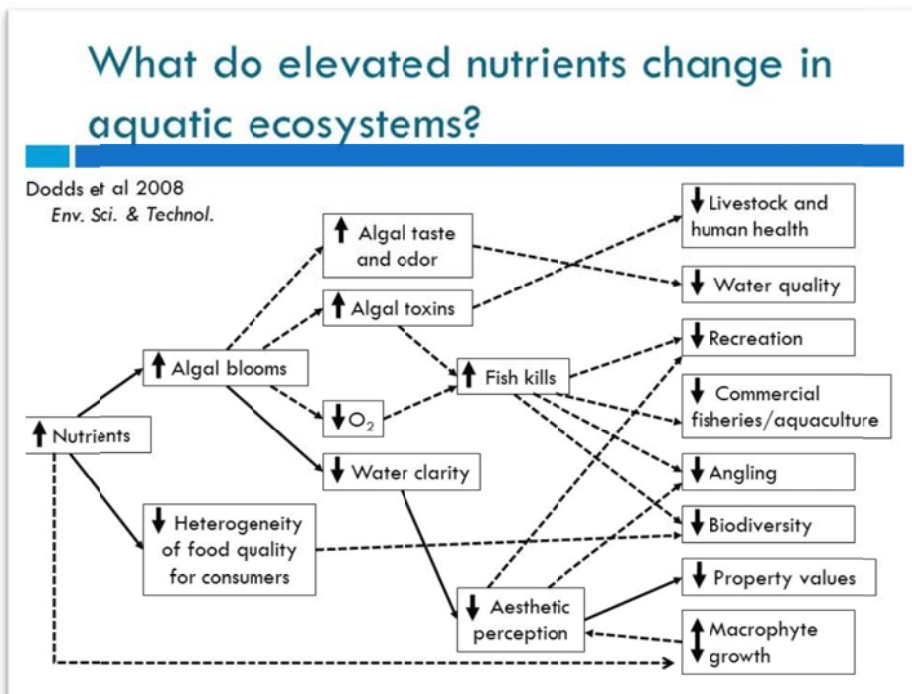 What do elevated nutrients change in
aquatic ecosystems?
Dodds et al 2008
Env. Sci. & Technol.
Nutrients
Algal blooms
Heterogeneity
of food quality
for consumers
Algal taste
and odor
Algal toxins
O₂
Water clarity
Fish kills
Aesthetic
perception
Livestock and
human health
Water quality
Recreation
Commercial
fisheries/aquaculture
Angling
Biodiversity
Property values
Macrophyte
growth